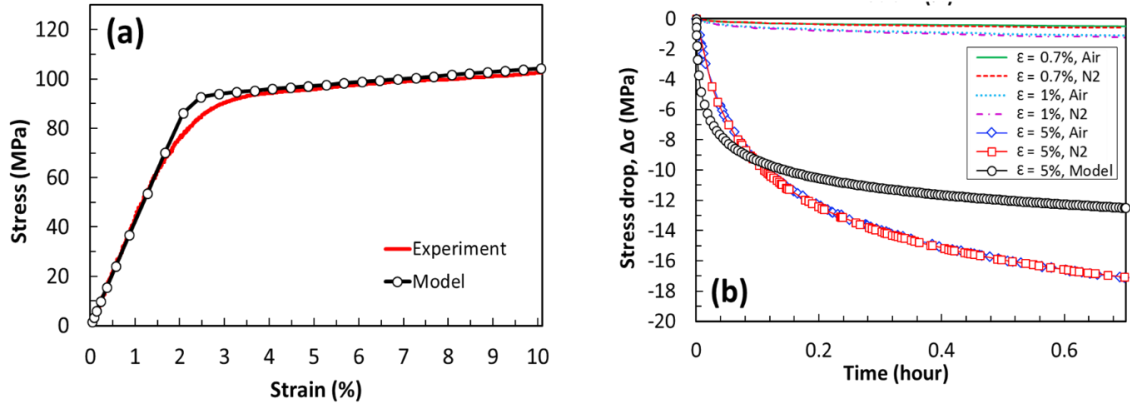 (a)
120
100
80
60
40
20
0
Stress (MPa)
Experiment
Model
0 1 2 3 4 5 6 7 8 9 10
Strain (%)
0
-2
-4
-6
-8
-10
-12
-14
-16
-18
-20
Stress drop, Δσ (MPa)
ε = 0.7%, Air
ε = 0.7%, N2
ε = 1%, Air
ε = 1%, N2
ε = 5%, Air
ε = 5%, N2
ε = 5%, Model
(b)
0 0.2 0.4 0.6
Time (hour)